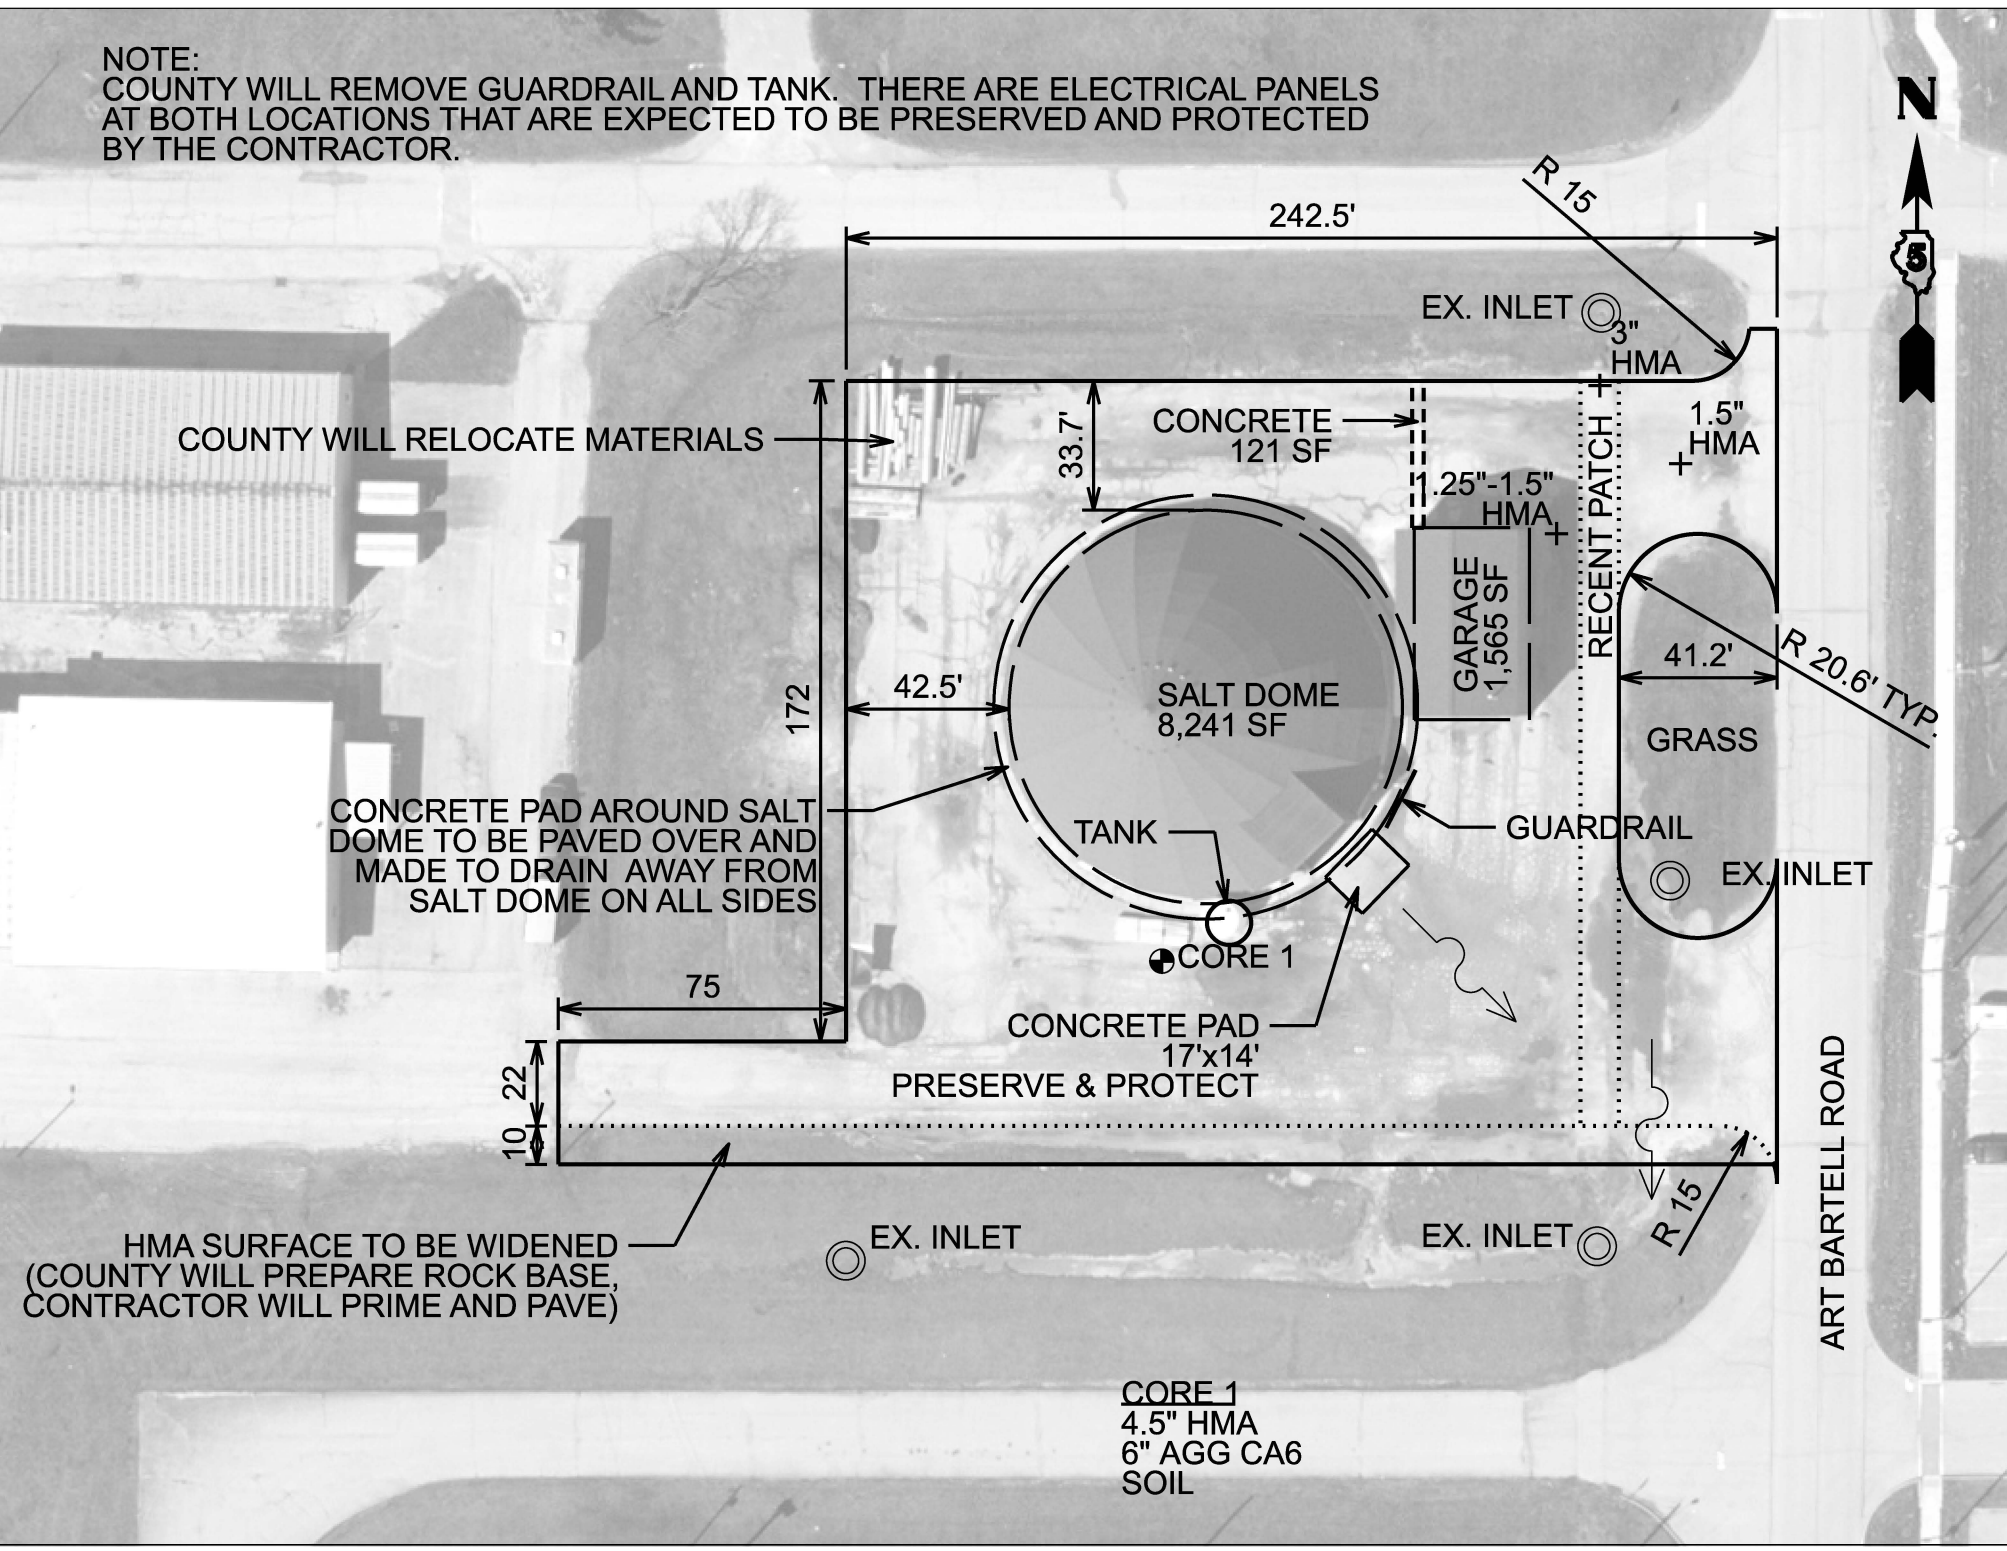 NOTE:
COUNTY WILL REMOVE GUARDRAIL AND TANK. THERE ARE ELECTRICAL PANELS
AT BOTH LOCATIONS THAT ARE EXPECTED TO BE PRESERVED AND PROTECTED
BY THE CONTRACTOR.
N
5
R 15
242.5'
EX. INLET
3"
HMA
1.5"
HMA
COUNTY WILL RELOCATE MATERIALS
33.7'
CONCRETE
121 SF
1.25"-1.5"
HMA
RECENT PATCH
GARAGE
1,565 SF
41.2'
R 20.6' TYP.
172
42.5'
SALT DOME
8,241 SF
GRASS
CONCRETE PAD AROUND SALT
DOME TO BE PAVED OVER AND
MADE TO DRAIN AWAY FROM
SALT DOME ON ALL SIDES
TANK
GUARDRAIL
EX. INLET
CORE 1
75
CONCRETE PAD
17'x14'
PRESERVE & PROTECT
22
10
ART BARTELL ROAD
R 15
HMA SURFACE TO BE WIDENED
(COUNTY WILL PREPARE ROCK BASE,
CONTRACTOR WILL PRIME AND PAVE)
EX. INLET
EX. INLET
CORE 1
4.5" HMA
6" AGG CA6
SOIL